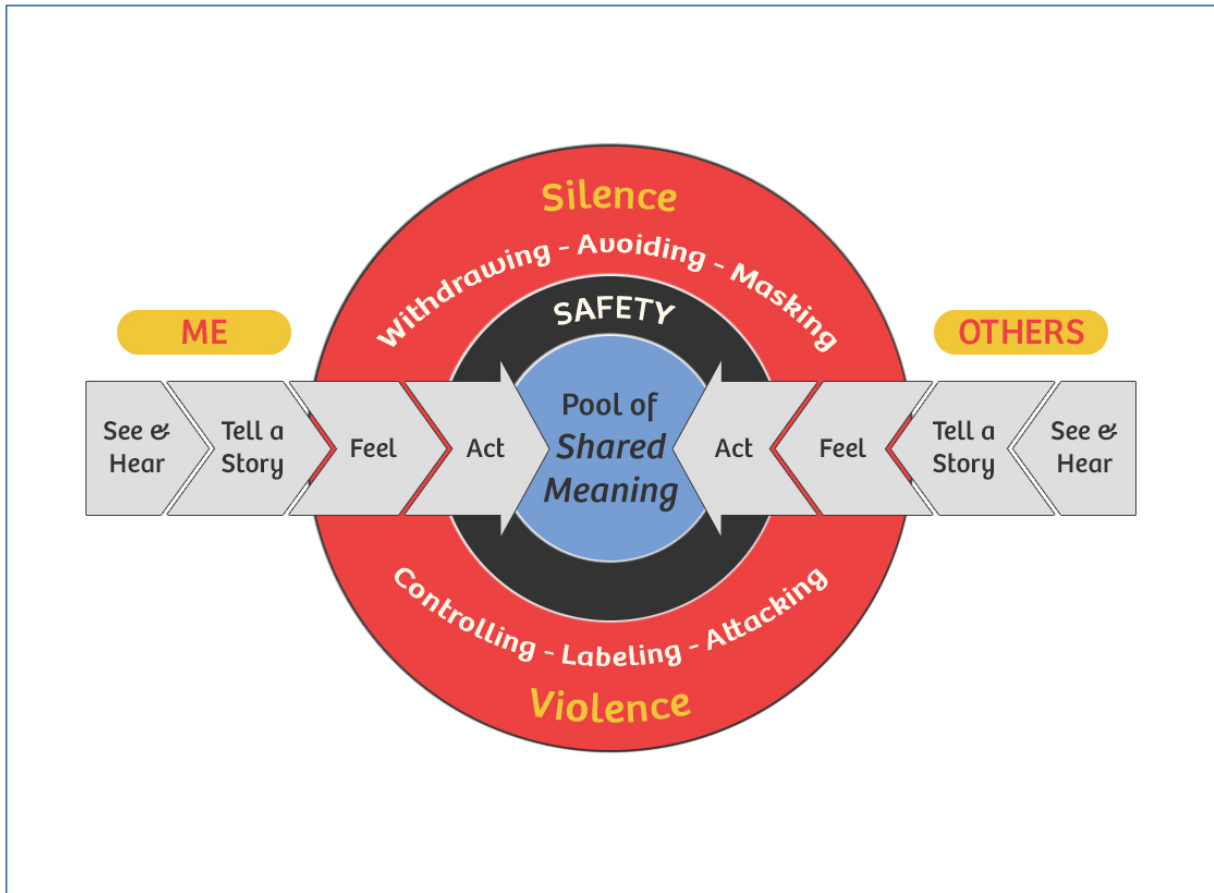 Silence
Withdrawing - Avoiding - Masking
SAFETY
ME
OTHERS
See &
Hear
Tell a
Story
Feel
Act
Pool of
Shared
Meaning
Act
Feel
Tell a
Story
See &
Hear
Controlling - Labeling - Attacking
Violence